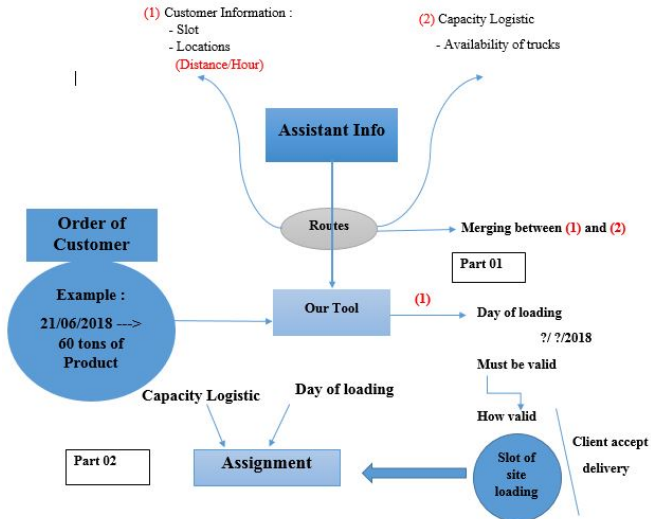 (1) Customer Information :
- Slot
- Locations
(Distance/Hour)
(2) Capacity Logistic
- Availability of trucks
Assistant Info
Routes
Order of
Customer
Merging between (1) and (2)
Part 01
Example :
21/06/2018 --->
60 tons of
Product
Our Tool
(1)
Day of loading
?/ ?/2018
Must be valid
How valid
Capacity Logistic
Day of loading
Part 02
Assignment
Slot of
site
loading
Client accept
delivery